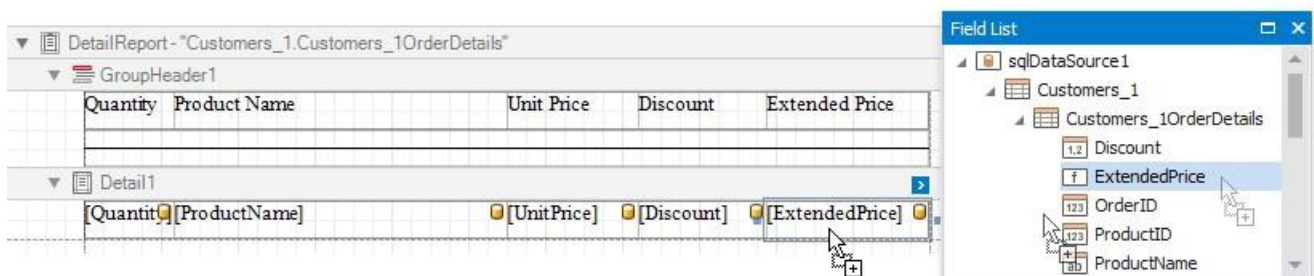 DetailReport - "Customers_1.Customers_1OrderDetails"
GroupHeader1
Quantity Product Name Unit Price Discount Extended Price
Detail1
[Quantity [ProductName] [UnitPrice] [Discount] [ExtendedPrice]
Field List
sqlDataSource1
Customers_1
Customers_1OrderDetails
1,2 Discount
f ExtendedPrice
123 OrderID
123 ProductID
ab ProductName